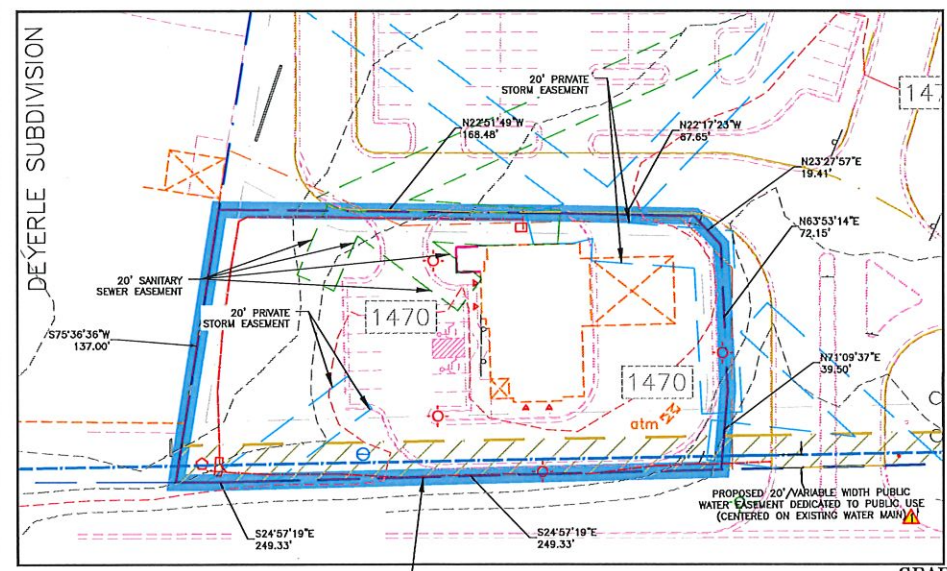 DEYERLE SUBDIVISION
20' PRIVATE
STORM EASEMENT
147
N22°51'49"W
168.48'
N22°17'23"W
67.65'
N23°27'57"E
19.41'
N63°53'14"E
72.15'
20' SANITARY
SEWER EASEMENT
20' PRIVATE
STORM EASEMENT
1470
S75°36'36"W
137.00'
N71°09'37"E
39.50'
1470
atm
PROPOSED 20'/VARIABLE WIDTH PUBLIC
WATER EASEMENT DEDICATED TO PUBLIC USE
(CENTERED ON EXISTING WATER MAIN)
S24°57'19"E
249.33'
S24°57'19"E
249.33'